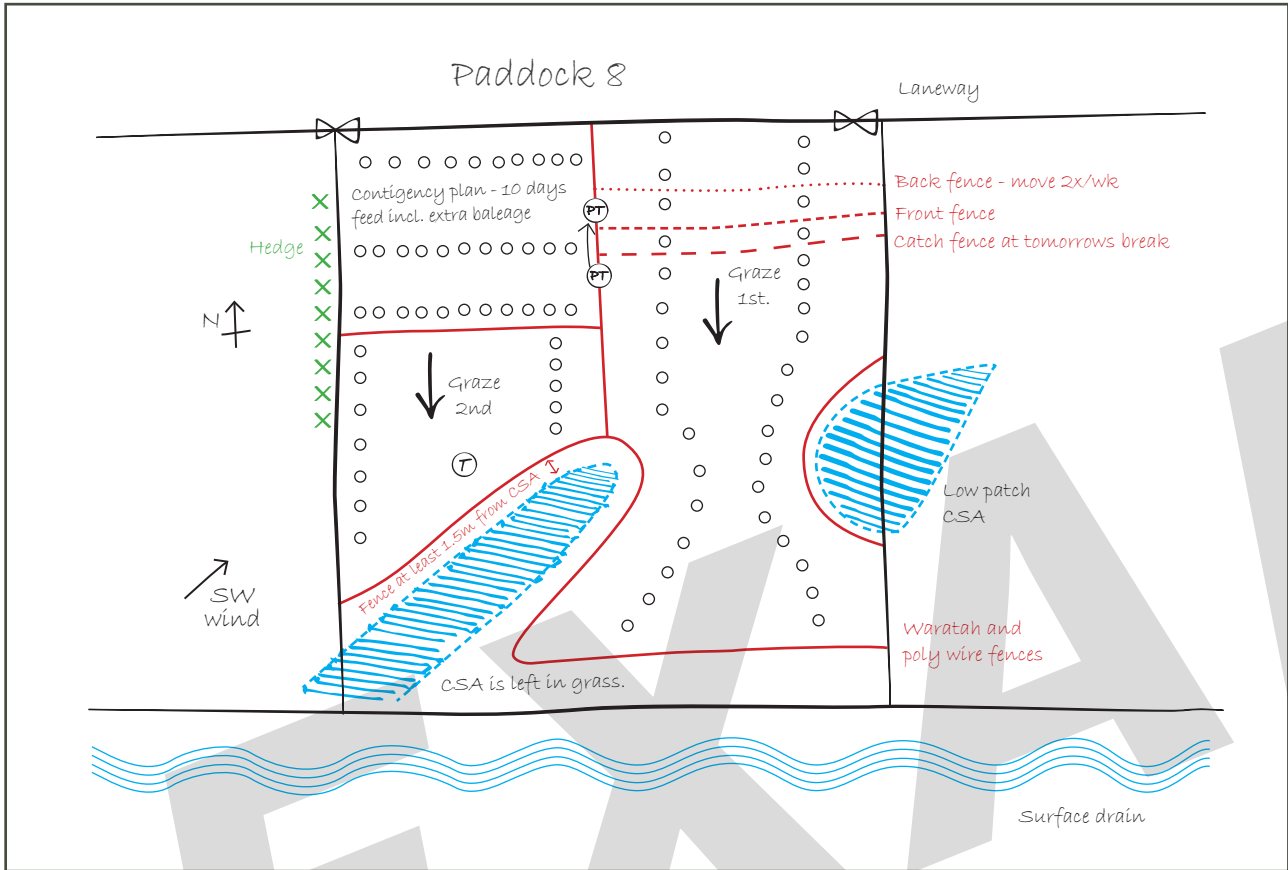 Paddock 8
Laneway
Contigency plan - 10 days
feed incl. extra baleage
Back fence - move 2x/wk
PT
Front fence
Catch fence at tomorrows break
Hedge
PT
Graze
1st.
N
Graze
2nd
T
Fence at least 1.5m from CSA
Low patch
CSA
SW
wind
Waratah and
poly wire fences
CSA is left in grass.
Surface drain
EXA